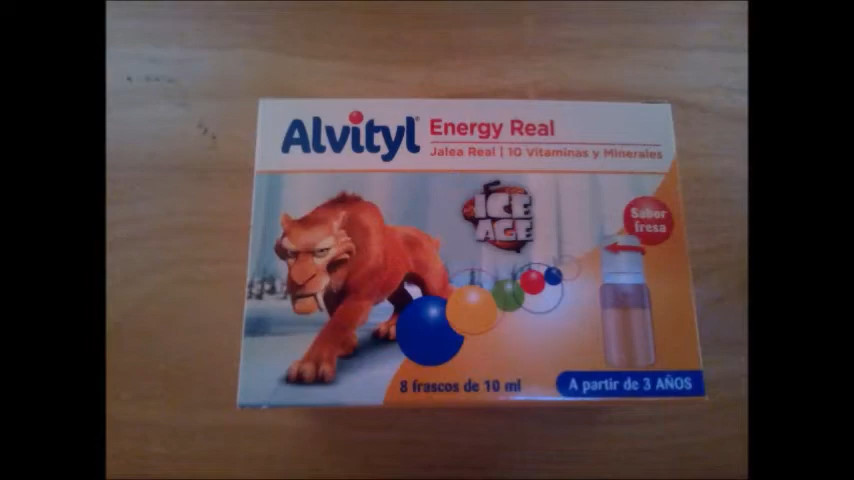 Alvityl®
Energy Real
Jalea Real | 10 Vitaminas y Minerales
ICE
AGE
Sabor
fresa
8 frascos de 10 ml
A partir de 3 AÑOS